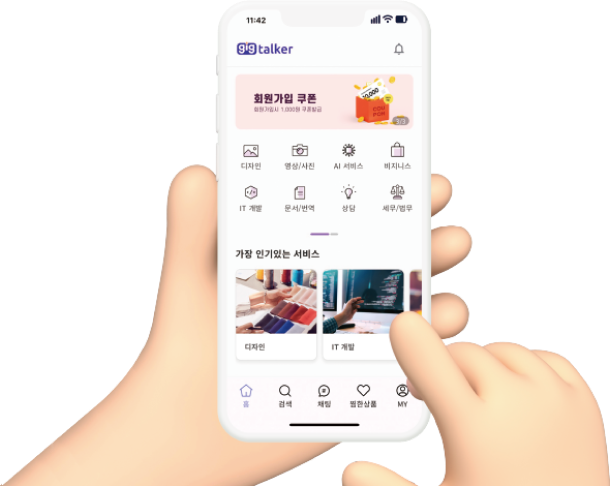 11:42
gigtalker
회원가입 쿠폰
회원가입시 1,000원 쿠폰발급
10,000
3/3
디자인 영상/사진 AI 서비스 비지니스
IT 개발 문서/번역 상담 세무/법무
가장 인기있는 서비스
디자인 IT 개발
홈 검색 채팅 찜한상품 MY